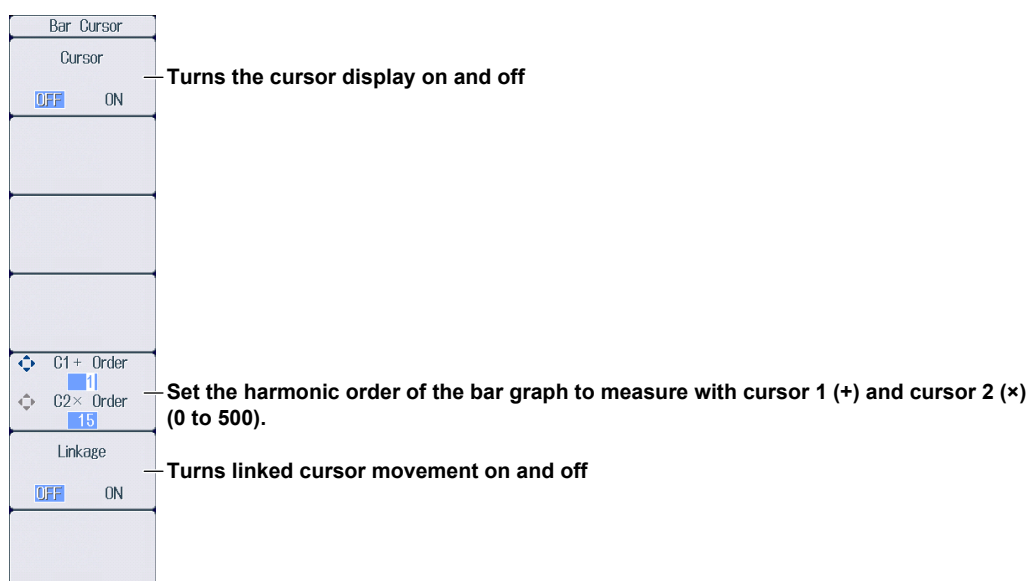 Bar Cursor
Cursor
OFF ON
Turns the cursor display on and off
C1+ Order
1
C2× Order
15
Set the harmonic order of the bar graph to measure with cursor 1 (+) and cursor 2 (×)
(0 to 500).
Linkage
OFF ON
Turns linked cursor movement on and off